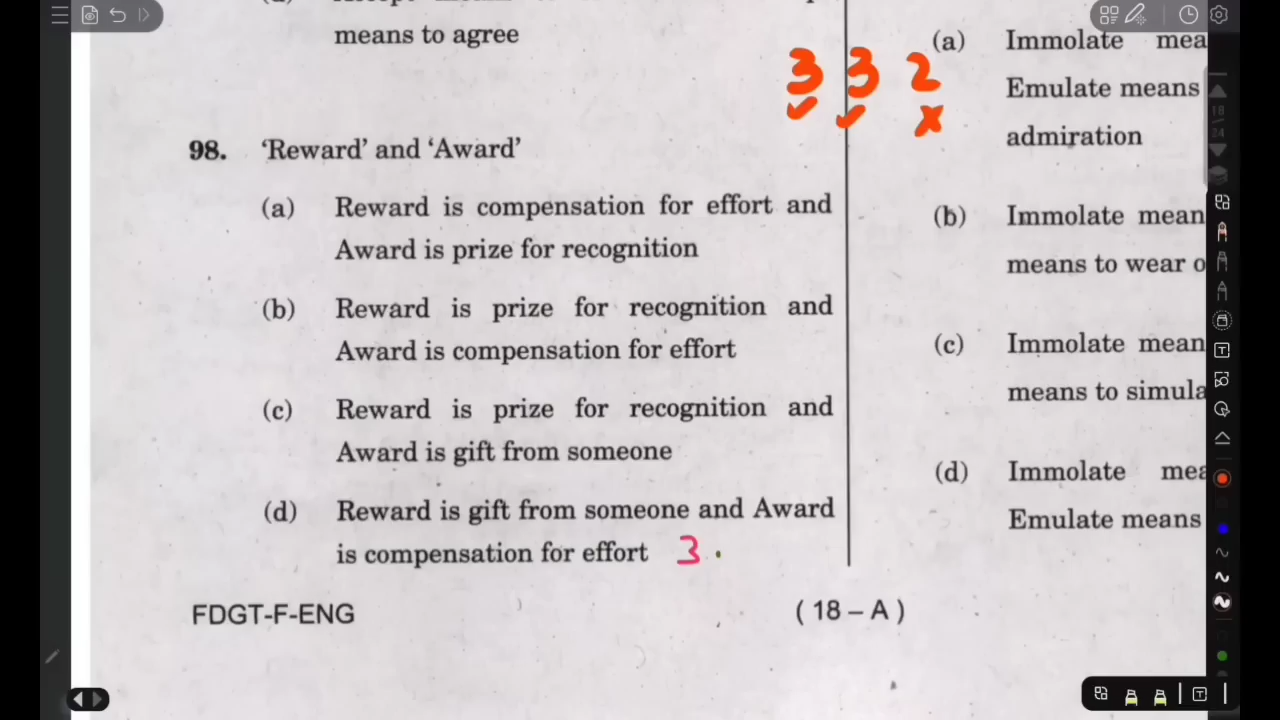 means to agree
3 3 2
98. 'Reward' and 'Award'
(a) Reward is compensation for effort and
Award is prize for recognition
(b) Reward is prize for recognition and
Award is compensation for effort
(c) Reward is prize for recognition and
Award is gift from someone
(d) Reward is gift from someone and Award
is compensation for effort 3
FDGT-F-ENG
( 18 – A )
(a) Immolate
Emulate means
admiration
(b) Immolate
means to wear
(c) Immolate
means to
(d) Immolate
Emulate means
18
24